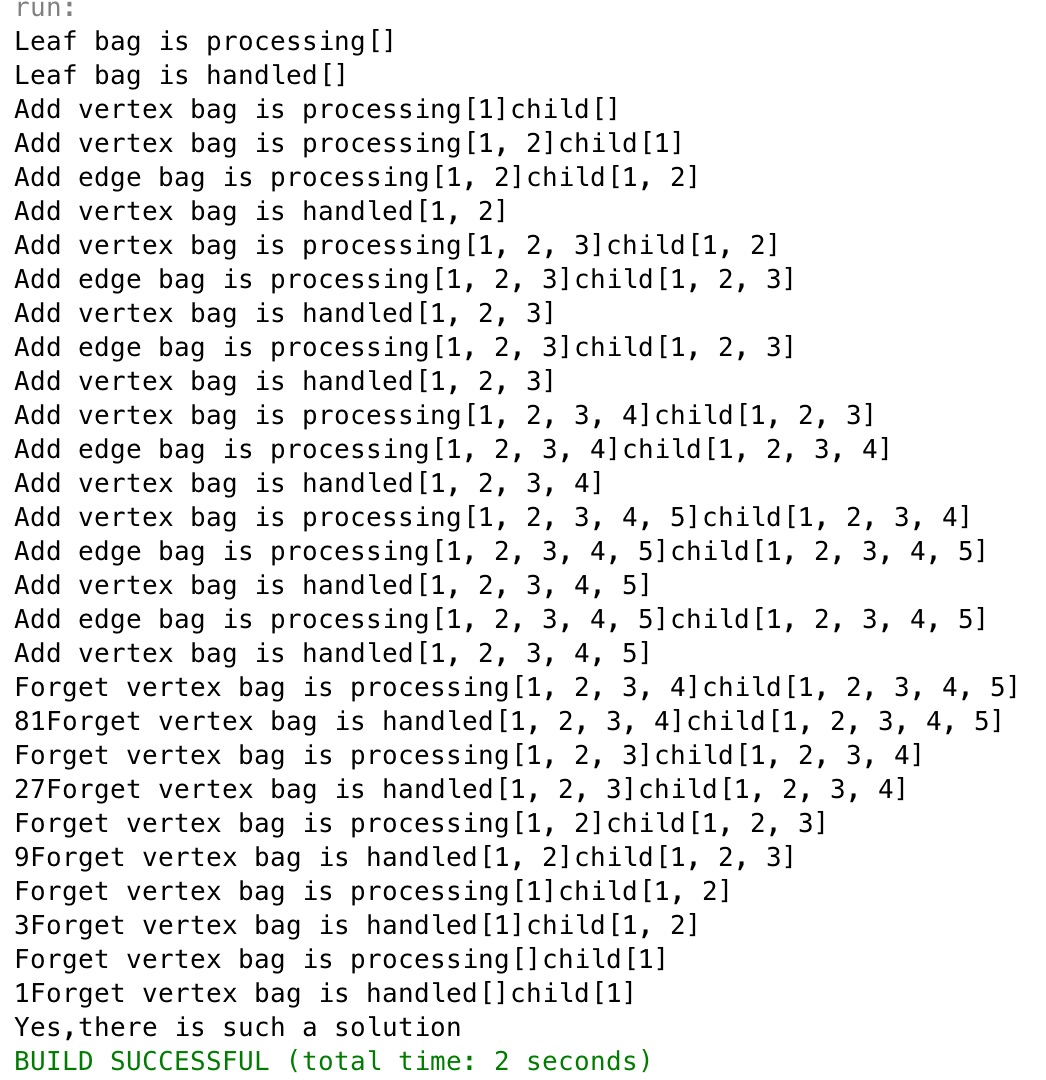 run:
Leaf bag is processing[]
Leaf bag is handled[]
Add vertex bag is processing[1]child[]
Add vertex bag is processing[1, 2]child[1]
Add edge bag is processing[1, 2]child[1, 2]
Add vertex bag is handled[1, 2]
Add vertex bag is processing[1, 2, 3]child[1, 2]
Add edge bag is processing[1, 2, 3]child[1, 2, 3]
Add vertex bag is handled[1, 2, 3]
Add edge bag is processing[1, 2, 3]child[1, 2, 3]
Add vertex bag is handled[1, 2, 3]
Add vertex bag is processing[1, 2, 3, 4]child[1, 2, 3]
Add edge bag is processing[1, 2, 3, 4]child[1, 2, 3, 4]
Add vertex bag is handled[1, 2, 3, 4]
Add vertex bag is processing[1, 2, 3, 4, 5]child[1, 2, 3, 4]
Add edge bag is processing[1, 2, 3, 4, 5]child[1, 2, 3, 4, 5]
Add vertex bag is handled[1, 2, 3, 4, 5]
Add edge bag is processing[1, 2, 3, 4, 5]child[1, 2, 3, 4, 5]
Add vertex bag is handled[1, 2, 3, 4, 5]
Forget vertex bag is processing[1, 2, 3, 4]child[1, 2, 3, 4, 5]
81Forget vertex bag is handled[1, 2, 3, 4]child[1, 2, 3, 4, 5]
Forget vertex bag is processing[1, 2, 3]child[1, 2, 3, 4]
27Forget vertex bag is handled[1, 2, 3]child[1, 2, 3, 4]
Forget vertex bag is processing[1, 2]child[1, 2, 3]
9Forget vertex bag is handled[1, 2]child[1, 2, 3]
Forget vertex bag is processing[1]child[1, 2]
3Forget vertex bag is handled[1]child[1, 2]
Forget vertex bag is processing[]child[1]
1Forget vertex bag is handled[]child[1]
Yes,there is such a solution
BUILD SUCCESSFUL (total time: 2 seconds)